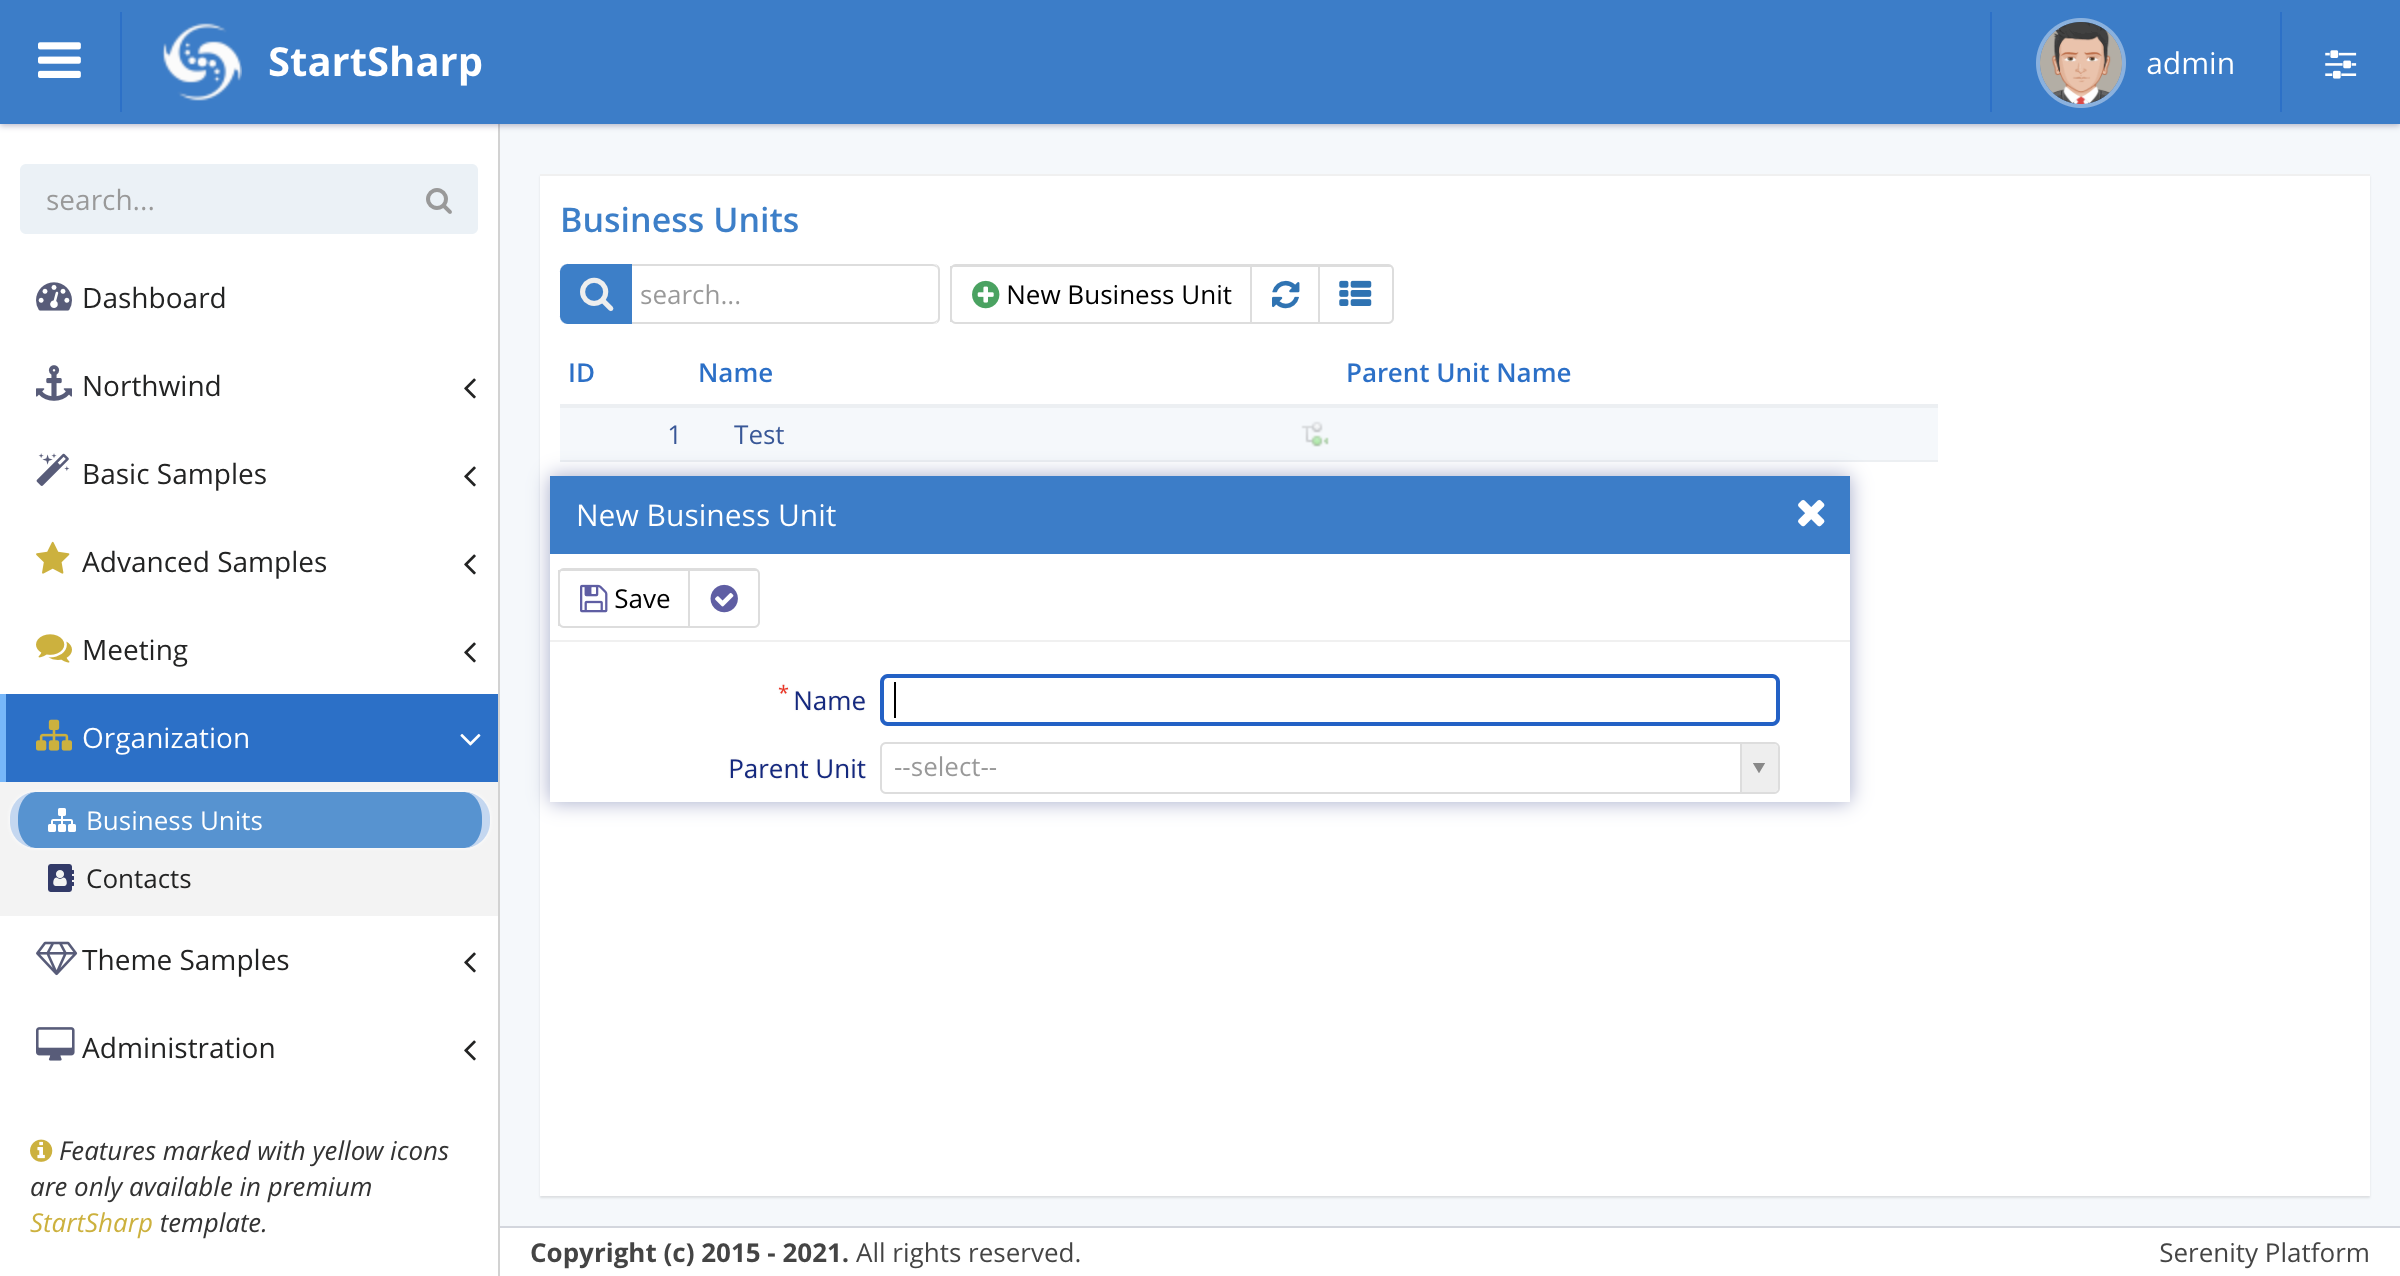 StartSharp
admin
search...
Dashboard
Northwind
Basic Samples
Advanced Samples
Meeting
Organization
Business Units
Contacts
Theme Samples
Administration
Features marked with yellow icons
are only available in premium
StartSharp template.
Business Units
search...
New Business Unit
ID Name Parent Unit Name
1 Test
New Business Unit
Save
* Name
Parent Unit --select--
Copyright (c) 2015 - 2021. All rights reserved.
Serenity Platform